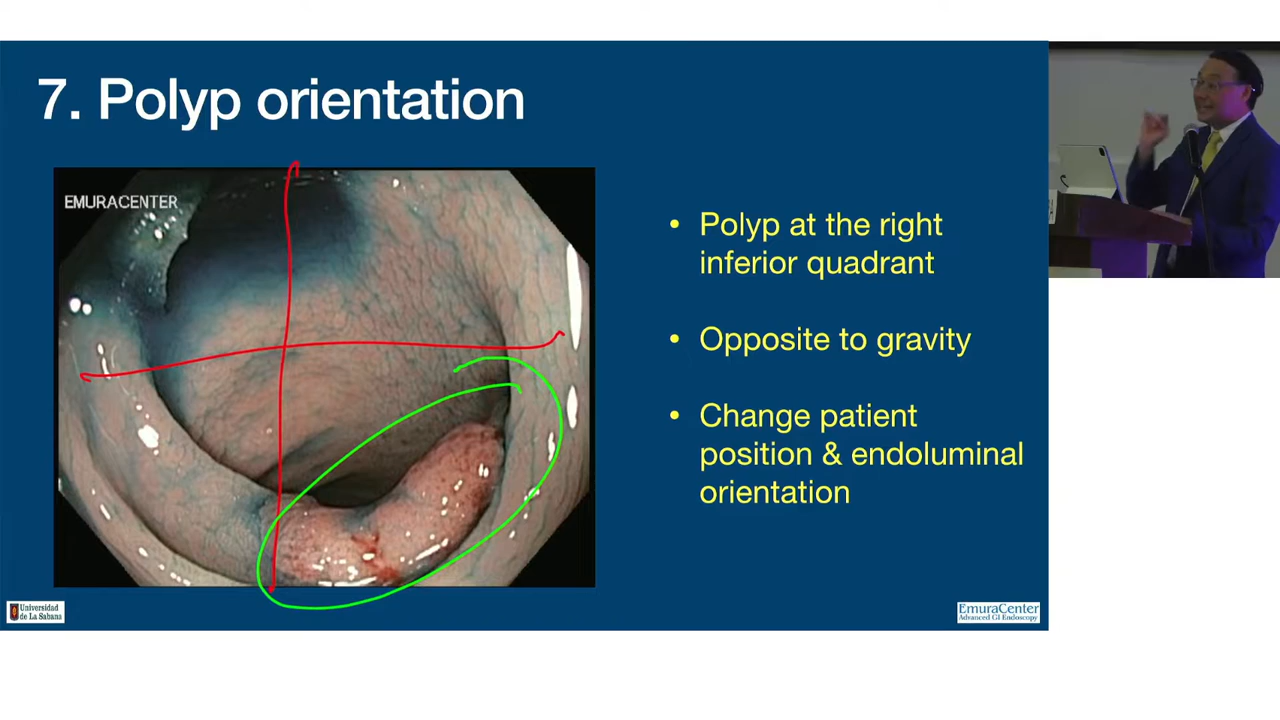 7. Polyp orientation
EMURACENTER
• Polyp at the right
inferior quadrant
• Opposite to gravity
• Change patient
position & endoluminal
orientation
Universidad
de La Sabana
EmuraCenter
Advanced GI Endoscopy